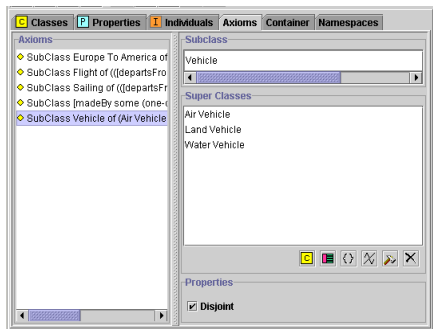 C Classes P Properties I Individuals Axioms Container Namespaces
Axioms
SubClass Europe To America of
SubClass Flight of (([departsFro
SubClass Sailing of (([departsFr
SubClass [madeBy some (one-
SubClass Vehicle of (Air Vehicle
Subclass
Vehicle
Super Classes
Air Vehicle
Land Vehicle
Water Vehicle
C {}
Properties
Disjoint